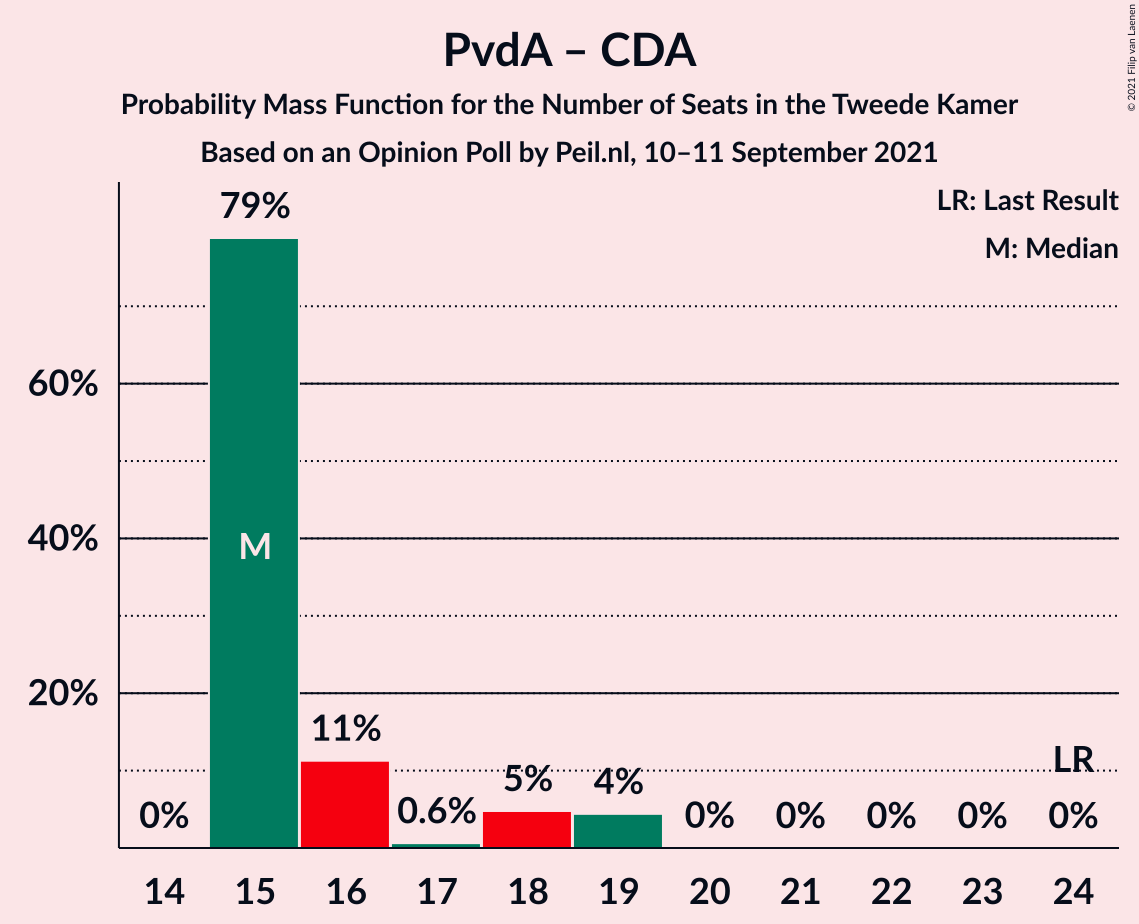 PvdA – CDA
Probability Mass Function for the Number of Seats in the Tweede Kamer
Based on an Opinion Poll by Peil.nl, 10–11 September 2021
© 2021 Filip van Laenen
LR: Last Result
M: Median
79%
60%
40%
M
20%
11%
LR
5%
4%
0%
0.6%
0%
0%
0%
0%
0%
14 15 16 17 18 19 20 21 22 23 24